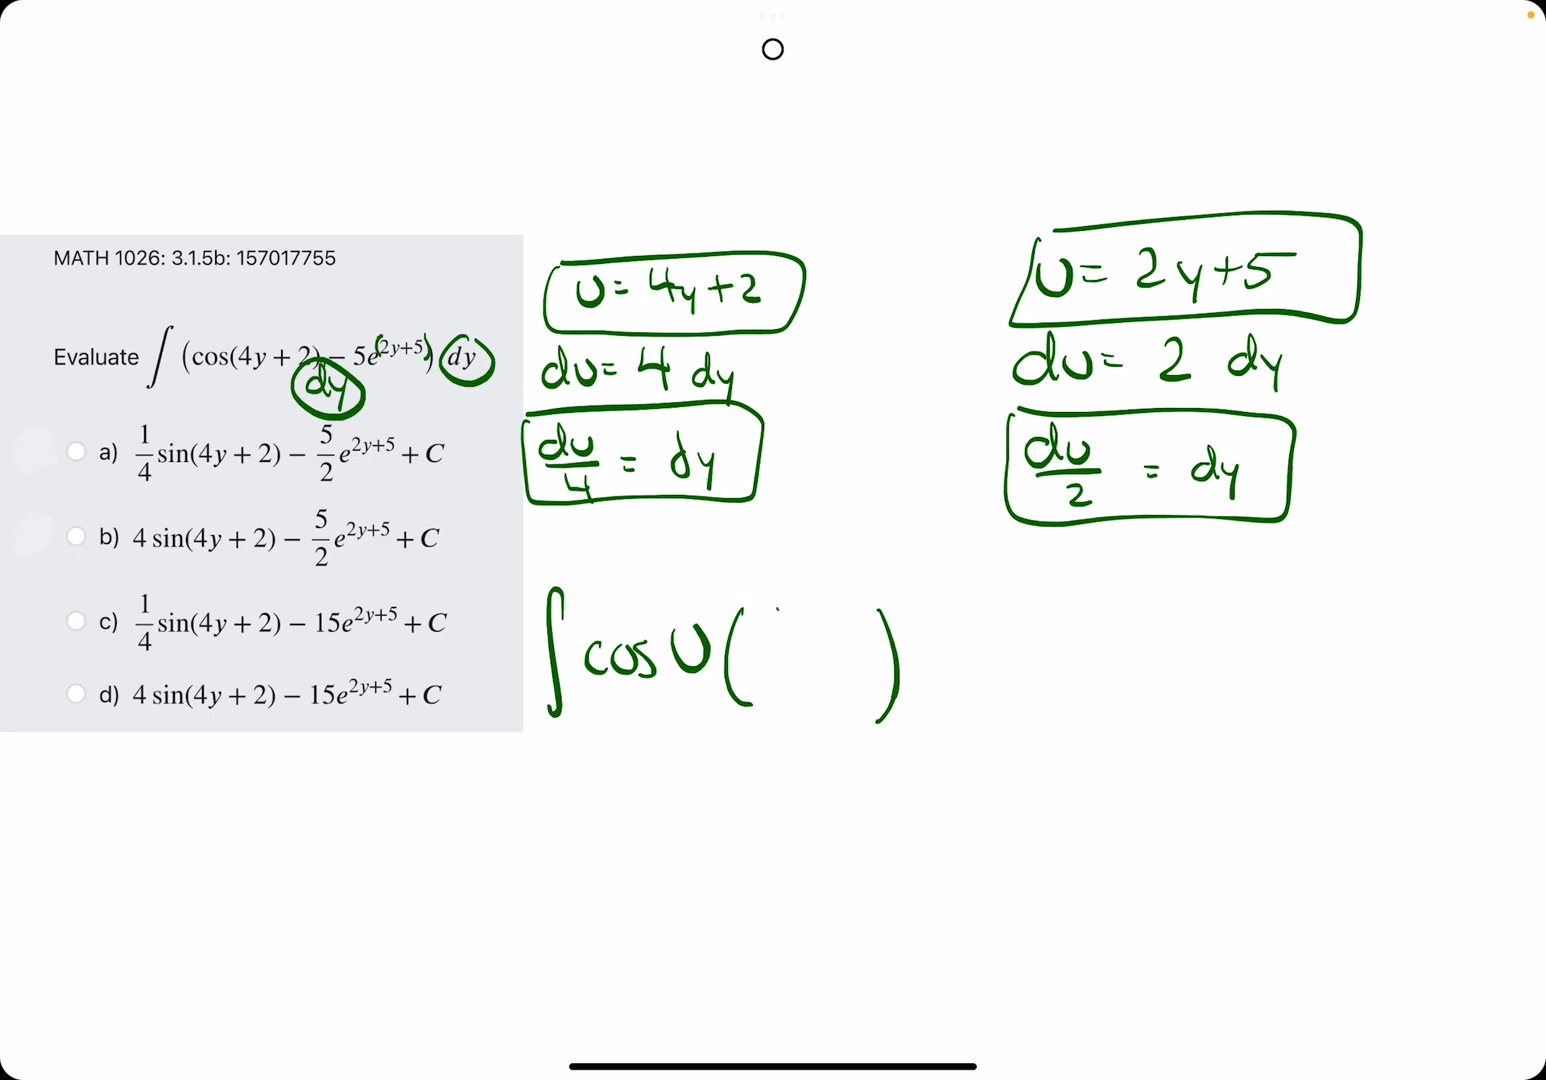 MATH 1026: 3.1.5b: 157017755
Evaluate ∫ (cos(4y + 2) − 5e^(2y+5)) dy
dy
a) 1/4 sin(4y + 2) − 5/2 e^2y+5 + C
b) 4 sin(4y + 2) − 5/2 e^2y+5 + C
c) 1/4 sin(4y + 2) − 15e^2y+5 + C
d) 4 sin(4y + 2) − 15e^2y+5 + C
u = 4y + 2
du = 4 dy
du/4 = dy
∫ cos u ( )
u = 2y + 5
du = 2 dy
du/2 = dy